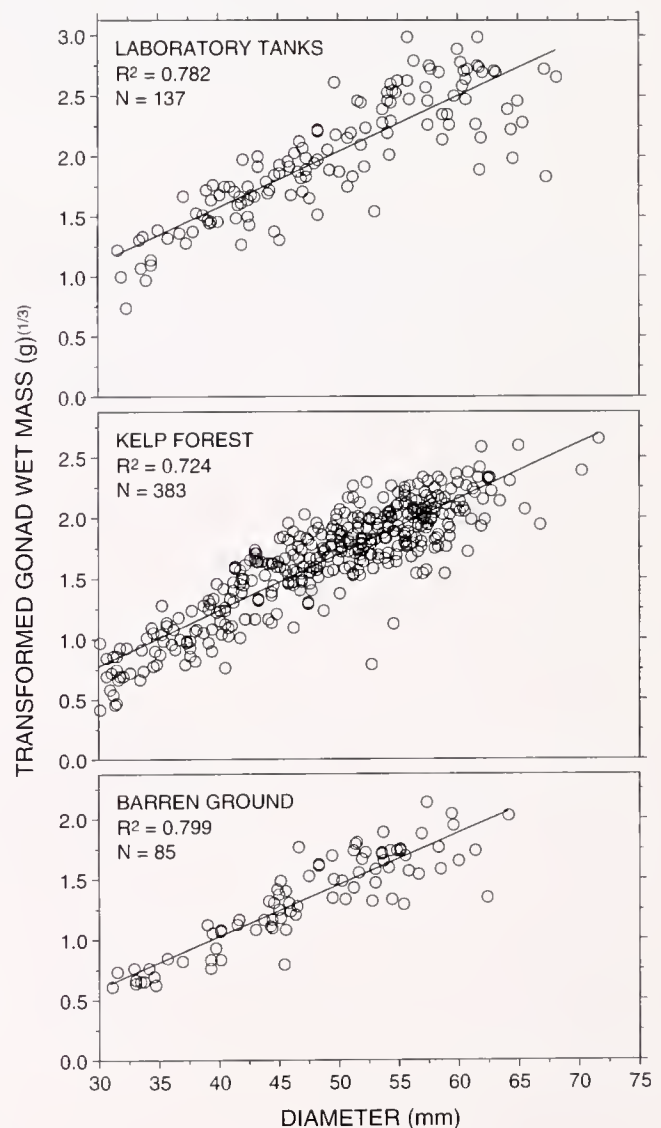 TRANSFORMED GONAD WET MASS (g)(1/3)
3.0
2.5
2.0
1.5
1.0
0.5
0.0
LABORATORY TANKS
R2 = 0.782
N = 137
2.5
2.0
1.5
1.0
0.5
0.0
KELP FOREST
R2 = 0.724
N = 383
2.0
1.5
1.0
0.5
0.0
BARREN GROUND
R2 = 0.799
N = 85
30 35 40 45 50 55 60 65 70 75
DIAMETER (mm)